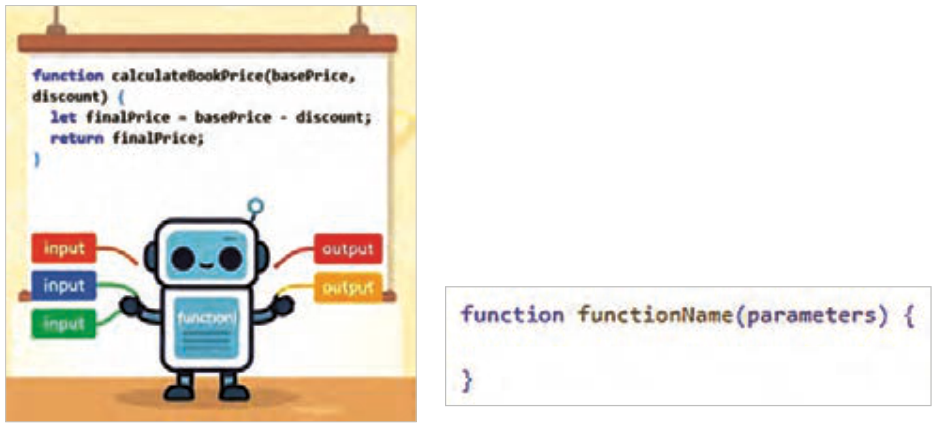 function calculateBookPrice(basePrice,
discount) {
let finalPrice = basePrice - discount;
return finalPrice;
}
input
output
input
output
input
function
function functionName(parameters) {
}